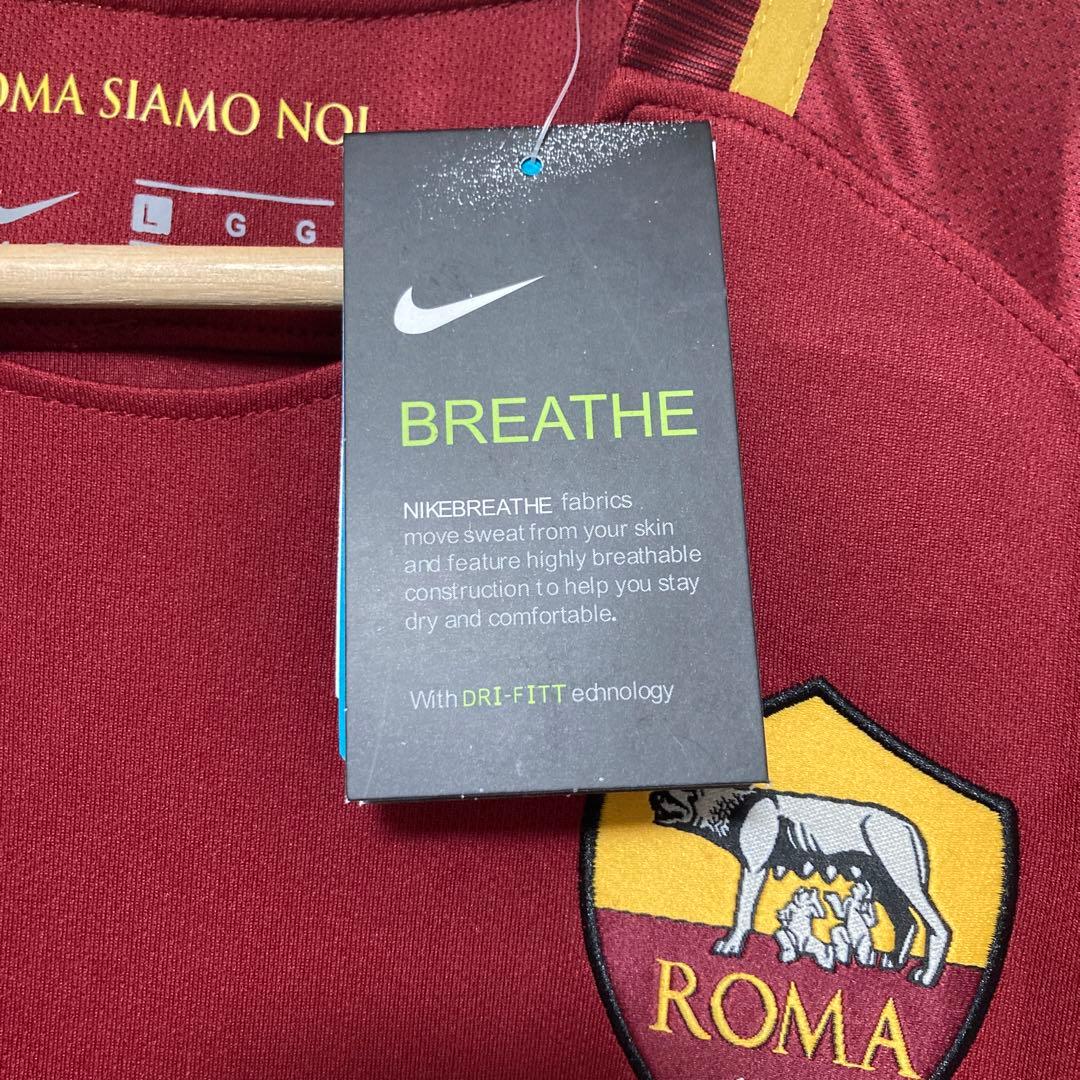 OMA SIAMO NOI
L G G
BREATHE
NIKEBREATHE fabrics
move sweat from your skin
and feature highly breathable
construction to help you stay
dry and comfortable.
With DRI-FITT echnology
ROMA